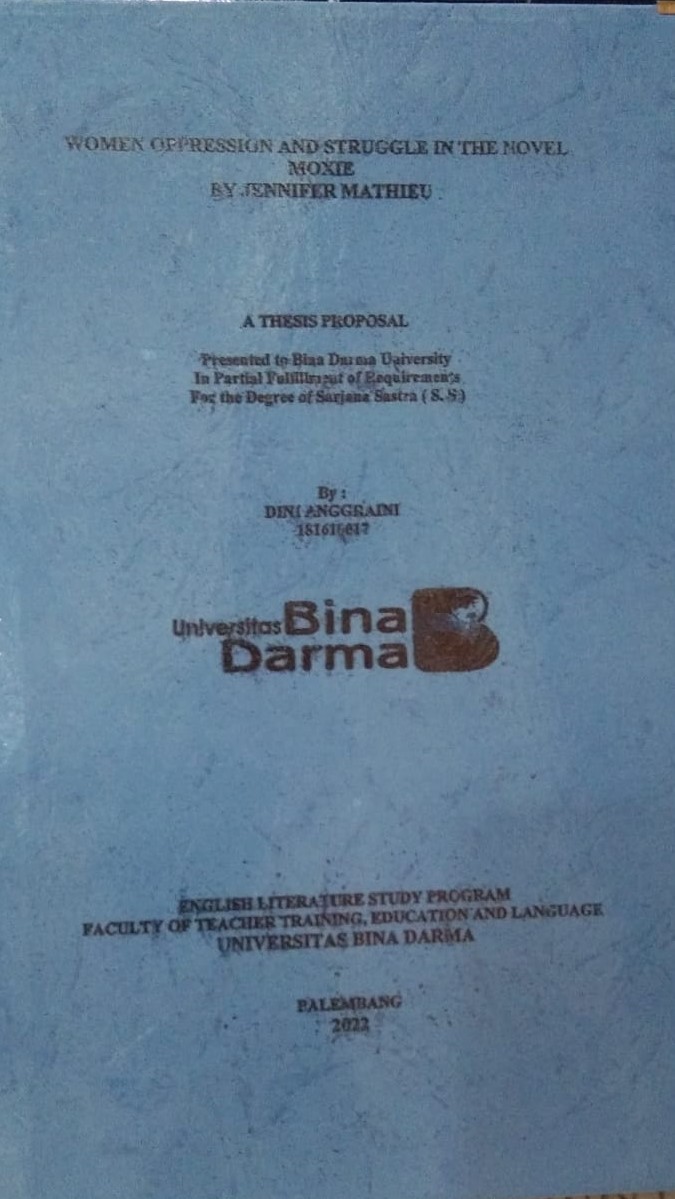 WOMEN OPPRESSION AND STRUGGLE IN THE NOVEL
MOXIE
BY JENNIFER MATHIEU
A THESIS PROPOSAL
Presented to Bina Darma University
In Partial Fulfillment of Requirements
For the Degree of Sarjana Sastra ( S. S )
By :
DINI ANGGRAINI
Universitas Bina
Darma
ENGLISH LITERATURE STUDY PROGRAM
FACULTY OF TEACHER TRAINING, EDUCATION AND LANGUAGE
UNIVERSITAS BINA DARMA
PALEMBANG
2022